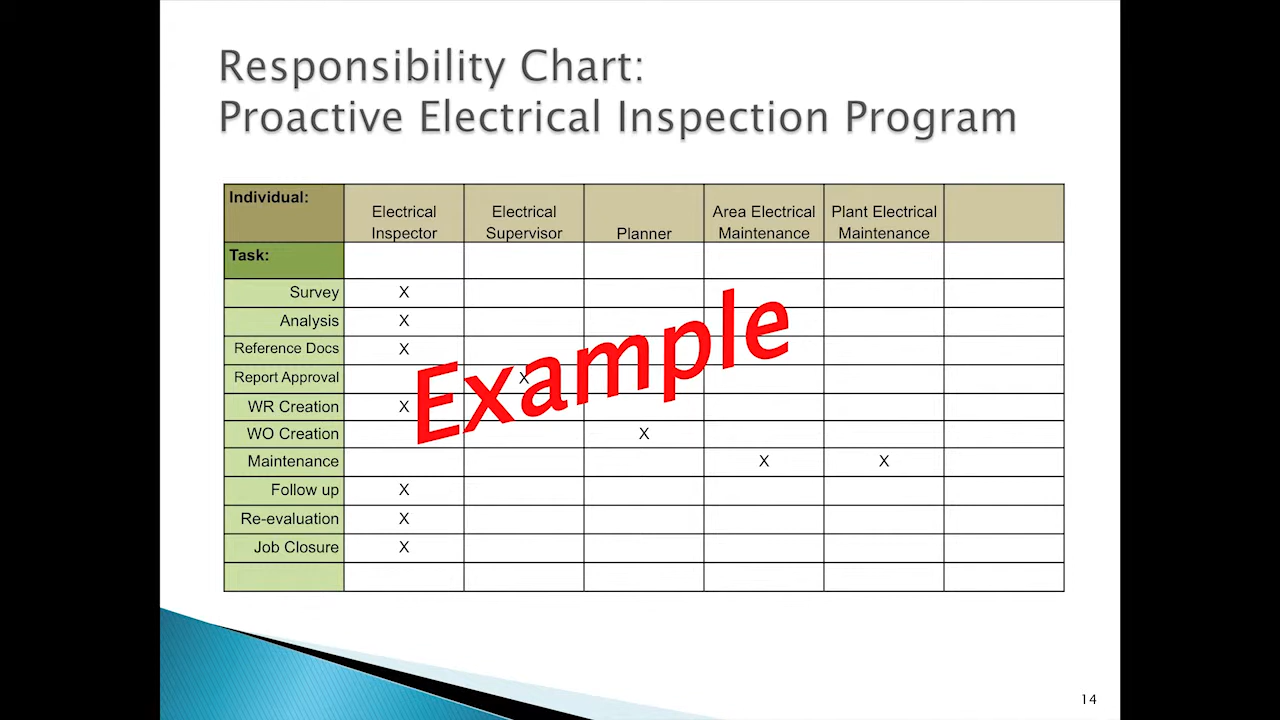 Responsibility Chart:
Proactive Electrical Inspection Program
Individual:
Electrical Inspector
Electrical Supervisor
Planner
Area Electrical Maintenance
Plant Electrical Maintenance
Task:
Survey X
Analysis X
Reference Docs X
Report Approval X
WR Creation X
WO Creation X
Maintenance X X
Follow up X
Re-evaluation X
Job Closure X
Example
14